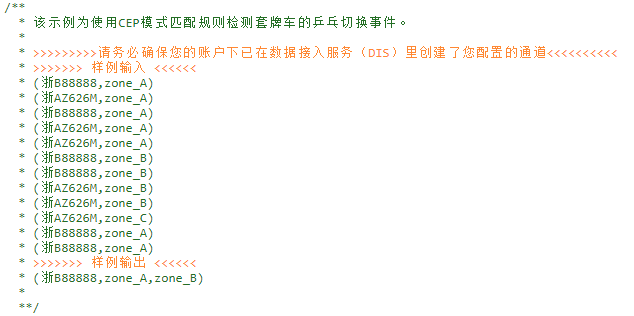 /**
* 该示例为使用CEP模式匹配规则检测套牌车的乒乓切换事件。
*
* >>>>>>>>>请务必确保您的账户下已在数据接入服务（DIS）里创建了您配置的通道<<<<<<<<<<
* >>>>>>> 样例输入 <<<<<<
* (浙B88888,zone_A)
* (浙AZ626M,zone_A)
* (浙B88888,zone_A)
* (浙AZ626M,zone_A)
* (浙AZ626M,zone_A)
* (浙B88888,zone_B)
* (浙B88888,zone_B)
* (浙AZ626M,zone_B)
* (浙AZ626M,zone_B)
* (浙AZ626M,zone_C)
* (浙B88888,zone_A)
* (浙B88888,zone_A)
* >>>>>>> 样例输出 <<<<<<
* (浙B88888,zone_A,zone_B)
*
**/